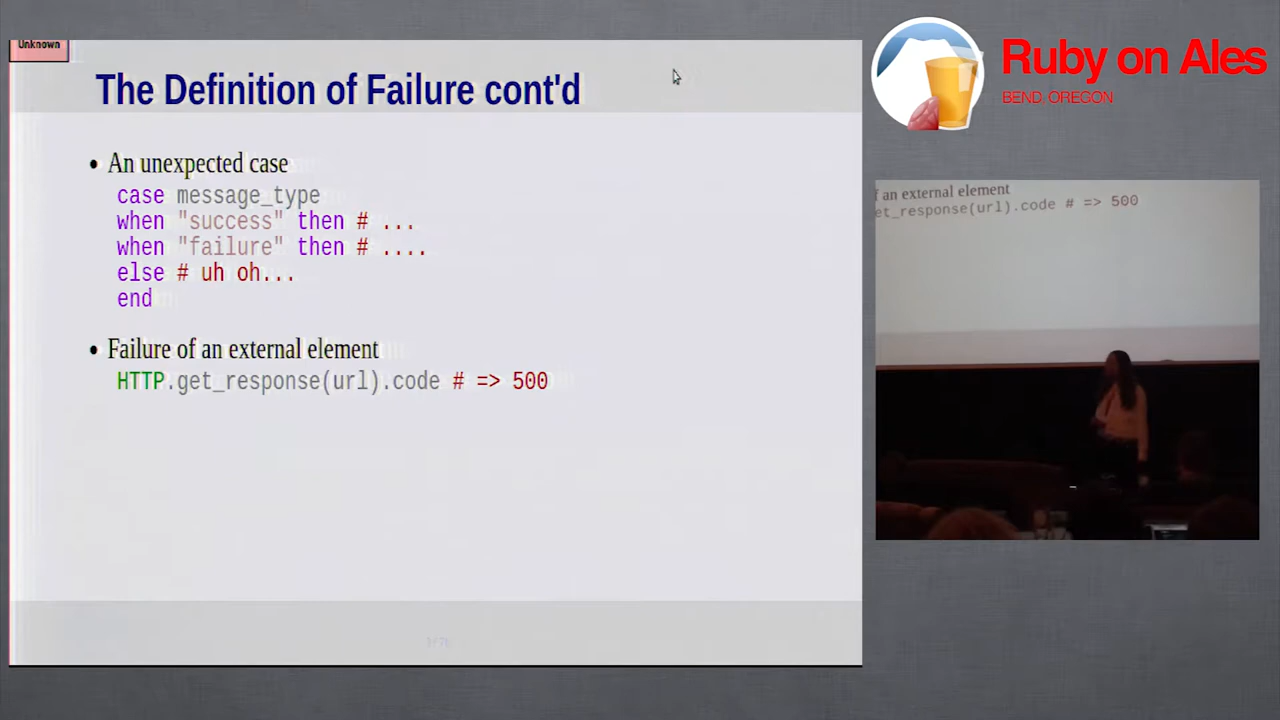 Unknown
The Definition of Failure cont'd
• An unexpected case
case message_type
when "success" then # ...
when "failure" then # ....
else # uh oh...
end
• Failure of an external element
HTTP.get_response(url).code # => 500
Ruby on Ales
BEND, OREGON
f an external element
et_response(url).code # => 500